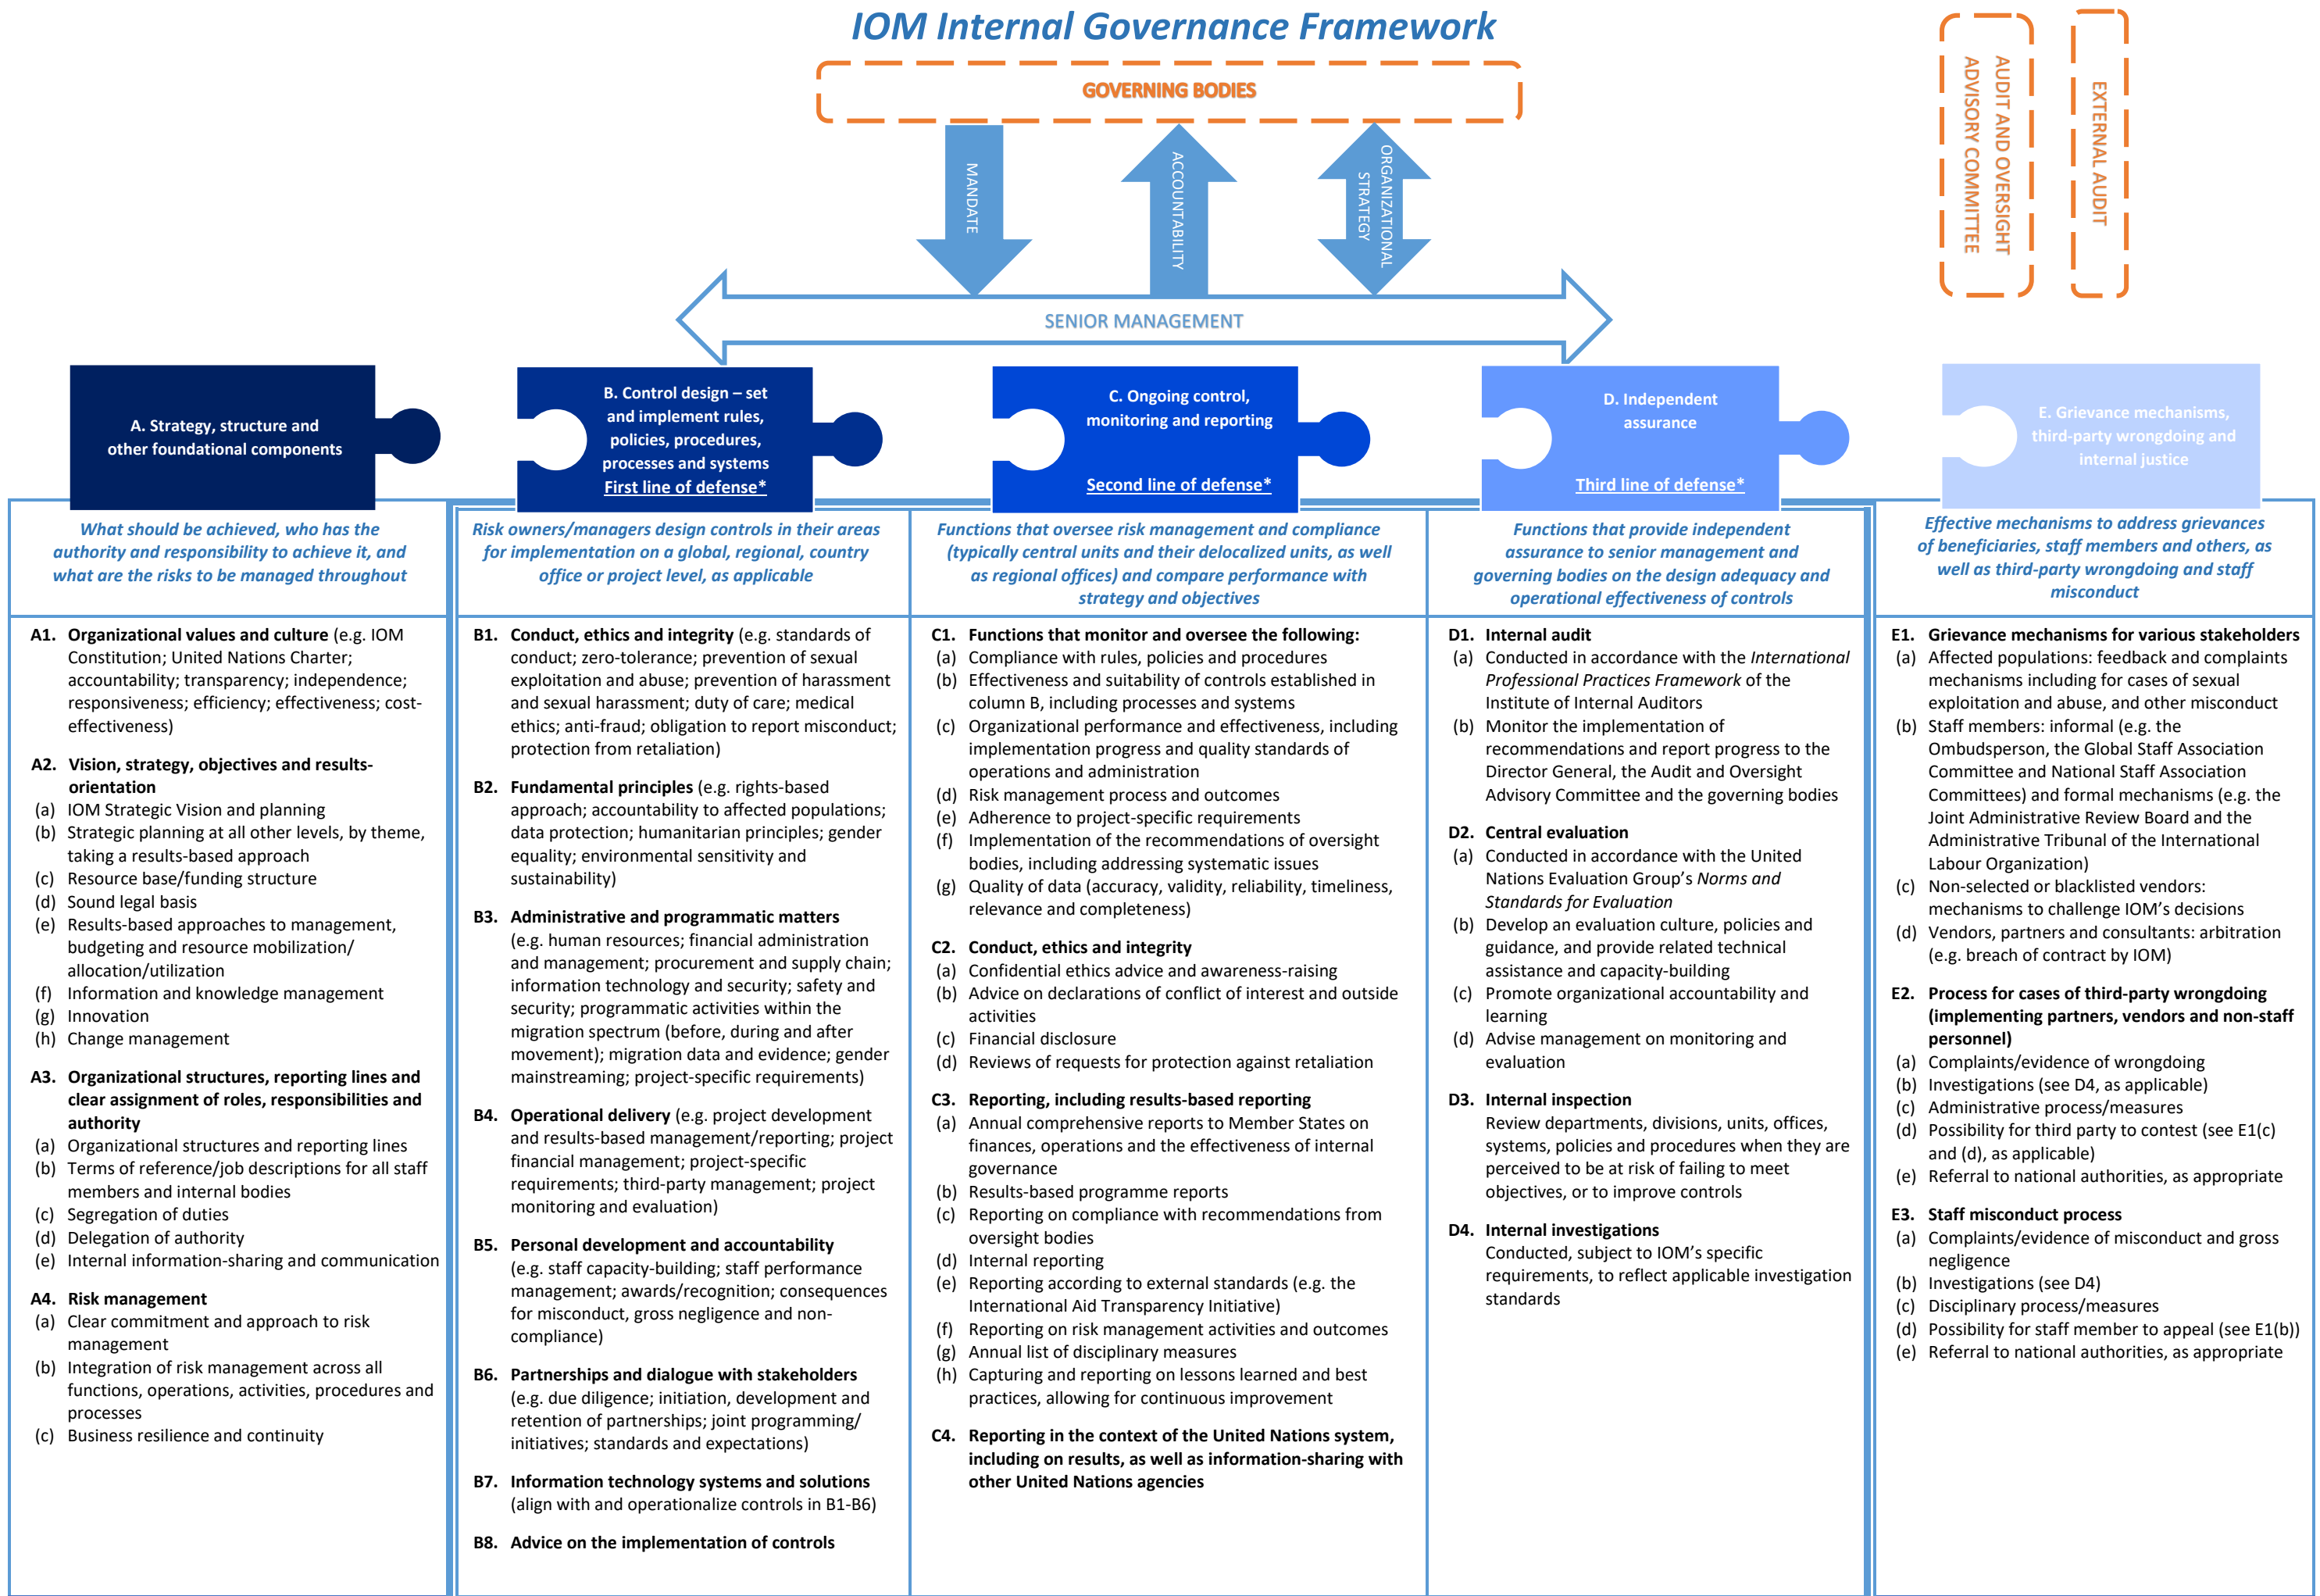 IOM Internal Governance Framework
GOVERNING BODIES
AUDIT AND OVERSIGHT
ADVISORY COMMITTEE
EXTERNAL AUDIT
MANDATE
ACCOUNTABILITY
ORGANIZATIONAL
STRATEGY
SENIOR MANAGEMENT
A. Strategy, structure and
other foundational components
B. Control design – set
and implement rules,
policies, procedures,
processes and systems
First line of defense*
C. Ongoing control,
monitoring and reporting
Second line of defense*
D. Independent
assurance
Third line of defense*
E. Grievance mechanisms,
third-party wrongdoing and
internal justice
What should be achieved, who has the
authority and responsibility to achieve it, and
what are the risks to be managed throughout
Risk owners/managers design controls in their areas
for implementation on a global, regional, country
office or project level, as applicable
Functions that oversee risk management and compliance
(typically central units and their delocalized units, as well
as regional offices) and compare performance with
strategy and objectives
Functions that provide independent
assurance to senior management and
governing bodies on the design adequacy and
operational effectiveness of controls
Effective mechanisms to address grievances
of beneficiaries, staff members and others, as
well as third-party wrongdoing and staff
misconduct
A1. Organizational values and culture (e.g. IOM
Constitution; United Nations Charter;
accountability; transparency; independence;
responsiveness; efficiency; effectiveness; cost-
effectiveness)
A2. Vision, strategy, objectives and results-
orientation
(a) IOM Strategic Vision and planning
(b) Strategic planning at all other levels, by theme,
taking a results-based approach
(c) Resource base/funding structure
(d) Sound legal basis
(e) Results-based approaches to management,
budgeting and resource mobilization/
allocation/utilization
(f) Information and knowledge management
(g) Innovation
(h) Change management
A3. Organizational structures, reporting lines and
clear assignment of roles, responsibilities and
authority
(a) Organizational structures and reporting lines
(b) Terms of reference/job descriptions for all staff
members and internal bodies
(c) Segregation of duties
(d) Delegation of authority
(e) Internal information-sharing and communication
A4. Risk management
(a) Clear commitment and approach to risk
management
(b) Integration of risk management across all
functions, operations, activities, procedures and
processes
(c) Business resilience and continuity
B1. Conduct, ethics and integrity (e.g. standards of
conduct; zero-tolerance; prevention of sexual
exploitation and abuse; prevention of harassment
and sexual harassment; duty of care; medical
ethics; anti-fraud; obligation to report misconduct;
protection from retaliation)
B2. Fundamental principles (e.g. rights-based
approach; accountability to affected populations;
data protection; humanitarian principles; gender
equality; environmental sensitivity and
sustainability)
B3. Administrative and programmatic matters
(e.g. human resources; financial administration
and management; procurement and supply chain;
information technology and security; safety and
security; programmatic activities within the
migration spectrum (before, during and after
movement); migration data and evidence; gender
mainstreaming; project-specific requirements)
B4. Operational delivery (e.g. project development
and results-based management/reporting; project
financial management; project-specific
requirements; third-party management; project
monitoring and evaluation)
B5. Personal development and accountability
(e.g. staff capacity-building; staff performance
management; awards/recognition; consequences
for misconduct, gross negligence and non-
compliance)
B6. Partnerships and dialogue with stakeholders
(e.g. due diligence; initiation, development and
retention of partnerships; joint programming/
initiatives; standards and expectations)
B7. Information technology systems and solutions
(align with and operationalize controls in B1-B6)
B8. Advice on the implementation of controls
C1. Functions that monitor and oversee the following:
(a) Compliance with rules, policies and procedures
(b) Effectiveness and suitability of controls established in
column B, including processes and systems
(c) Organizational performance and effectiveness, including
implementation progress and quality standards of
operations and administration
(d) Risk management process and outcomes
(e) Adherence to project-specific requirements
(f) Implementation of the recommendations of oversight
bodies, including addressing systematic issues
(g) Quality of data (accuracy, validity, reliability, timeliness,
relevance and completeness)
C2. Conduct, ethics and integrity
(a) Confidential ethics advice and awareness-raising
(b) Advice on declarations of conflict of interest and outside
activities
(c) Financial disclosure
(d) Reviews of requests for protection against retaliation
C3. Reporting, including results-based reporting
(a) Annual comprehensive reports to Member States on
finances, operations and the effectiveness of internal
governance
(b) Results-based programme reports
(c) Reporting on compliance with recommendations from
oversight bodies
(d) Internal reporting
(e) Reporting according to external standards (e.g. the
International Aid Transparency Initiative)
(f) Reporting on risk management activities and outcomes
(g) Annual list of disciplinary measures
(h) Capturing and reporting on lessons learned and best
practices, allowing for continuous improvement
C4. Reporting in the context of the United Nations system,
including on results, as well as information-sharing with
other United Nations agencies
D1. Internal audit
(a) Conducted in accordance with the International
Professional Practices Framework of the
Institute of Internal Auditors
(b) Monitor the implementation of
recommendations and report progress to the
Director General, the Audit and Oversight
Advisory Committee and the governing bodies
D2. Central evaluation
(a) Conducted in accordance with the United
Nations Evaluation Group's Norms and
Standards for Evaluation
(b) Develop an evaluation culture, policies and
guidance, and provide related technical
assistance and capacity-building
(c) Promote organizational accountability and
learning
(d) Advise management on monitoring and
evaluation
D3. Internal inspection
Review departments, divisions, units, offices,
systems, policies and procedures when they are
perceived to be at risk of failing to meet
objectives, or to improve controls
D4. Internal investigations
Conducted, subject to IOM's specific
requirements, to reflect applicable investigation
standards
E1. Grievance mechanisms for various stakeholders
(a) Affected populations: feedback and complaints
mechanisms including for cases of sexual
exploitation and abuse, and other misconduct
(b) Staff members: informal (e.g. the
Ombudsperson, the Global Staff Association
Committee and National Staff Association
Committees) and formal mechanisms (e.g. the
Joint Administrative Review Board and the
Administrative Tribunal of the International
Labour Organization)
(c) Non-selected or blacklisted vendors:
mechanisms to challenge IOM's decisions
(d) Vendors, partners and consultants: arbitration
(e.g. breach of contract by IOM)
E2. Process for cases of third-party wrongdoing
(implementing partners, vendors and non-staff
personnel)
(a) Complaints/evidence of wrongdoing
(b) Investigations (see D4, as applicable)
(c) Administrative process/measures
(d) Possibility for third party to contest (see E1(c)
and (d), as applicable)
(e) Referral to national authorities, as appropriate
E3. Staff misconduct process
(a) Complaints/evidence of misconduct and gross
negligence
(b) Investigations (see D4)
(c) Disciplinary process/measures
(d) Possibility for staff member to appeal (see E1(b))
(e) Referral to national authorities, as appropriate